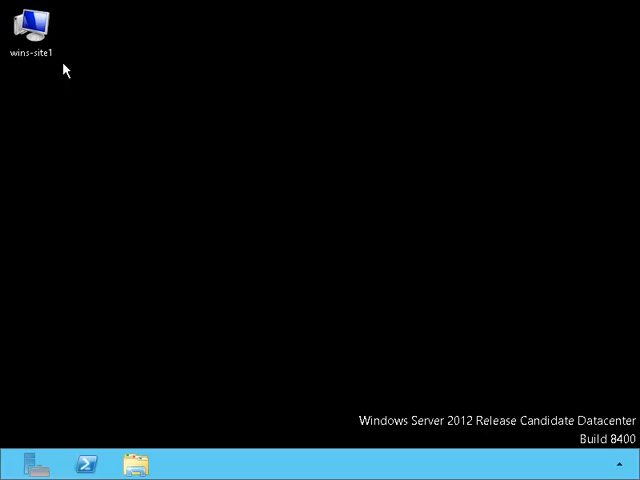 wins-site1
Windows Server 2012 Release Candidate Datacenter
Build 8400